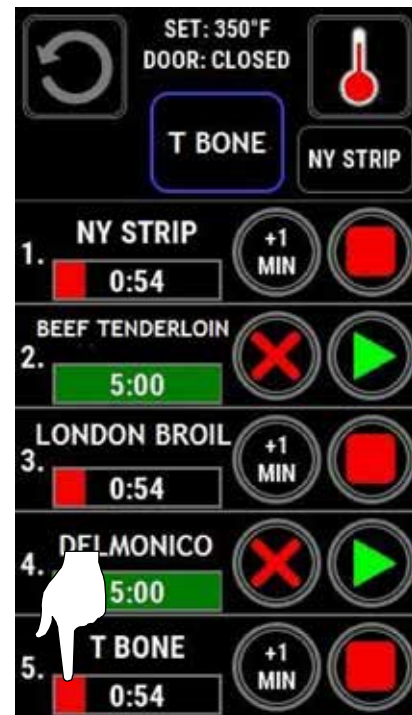 SET: 350°F
DOOR: CLOSED
T BONE
NY STRIP
1. NY STRIP
0:54
+1
MIN
2. BEEF TENDERLOIN
5:00
3. LONDON BROIL
0:54
+1
MIN
4. DELMONICO
5:00
5. T BONE
0:54
+1
MIN